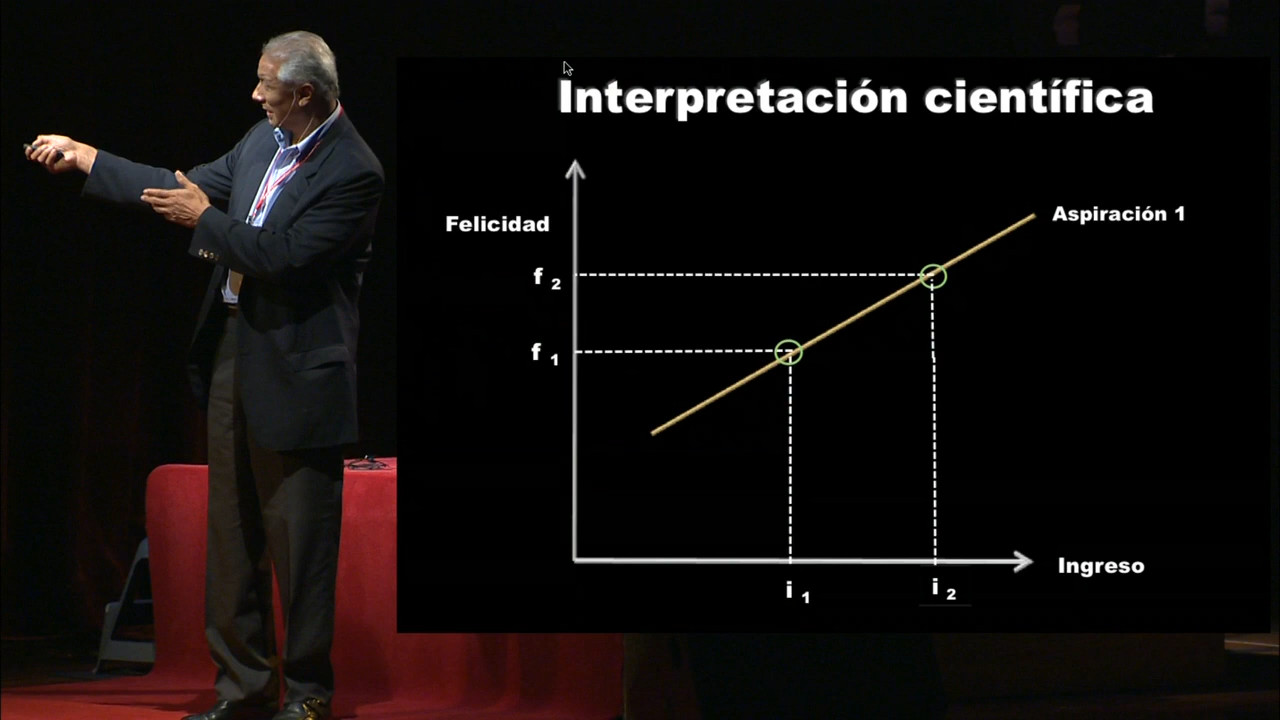 Interpretación científica
Felicidad
Aspiración 1
f 2
f 1
Ingreso
i 1
i 2